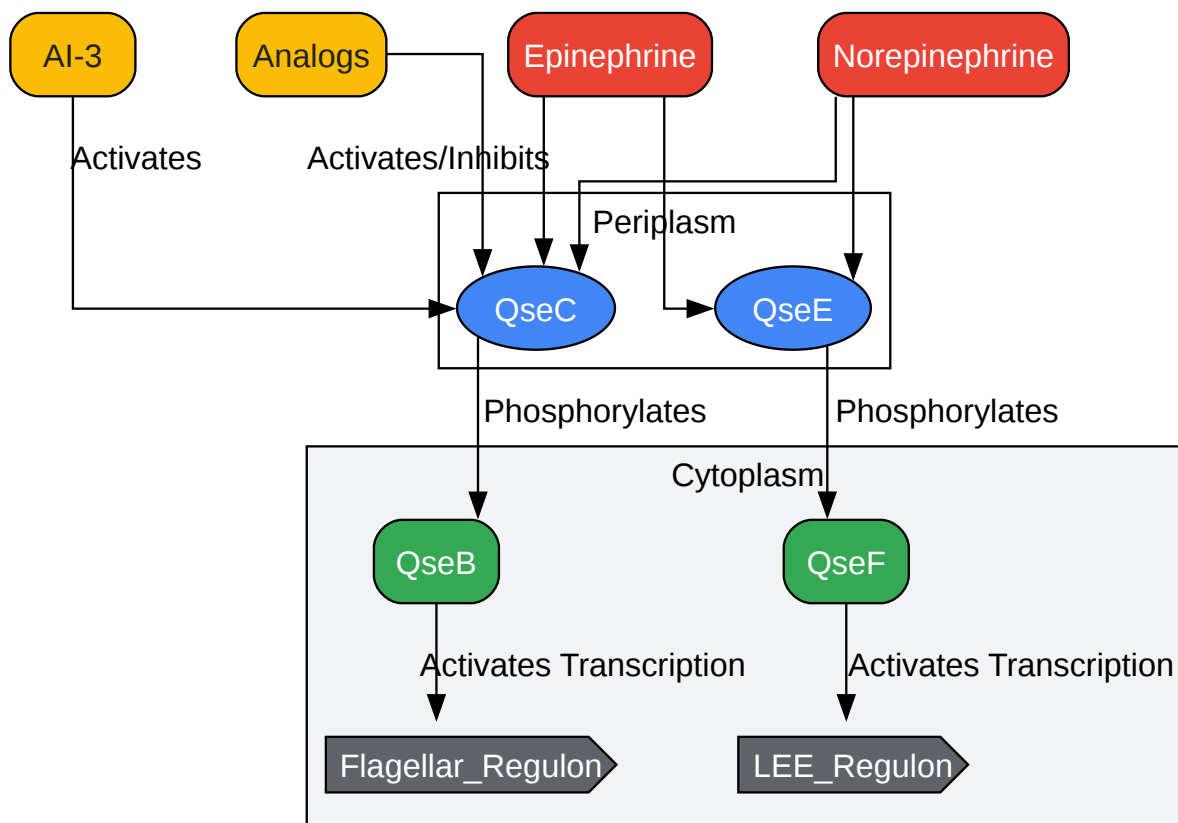 AI-3
Analogs
Epinephrine
Norepinephrine
Activates
Activates/Inhibits
Periplasm
QseC
QseE
Phosphorylates
Phosphorylates
Cytoplasm
QseB
QseF
Activates Transcription
Activates Transcription
Flagellar_Regulon
LEE_Regulon